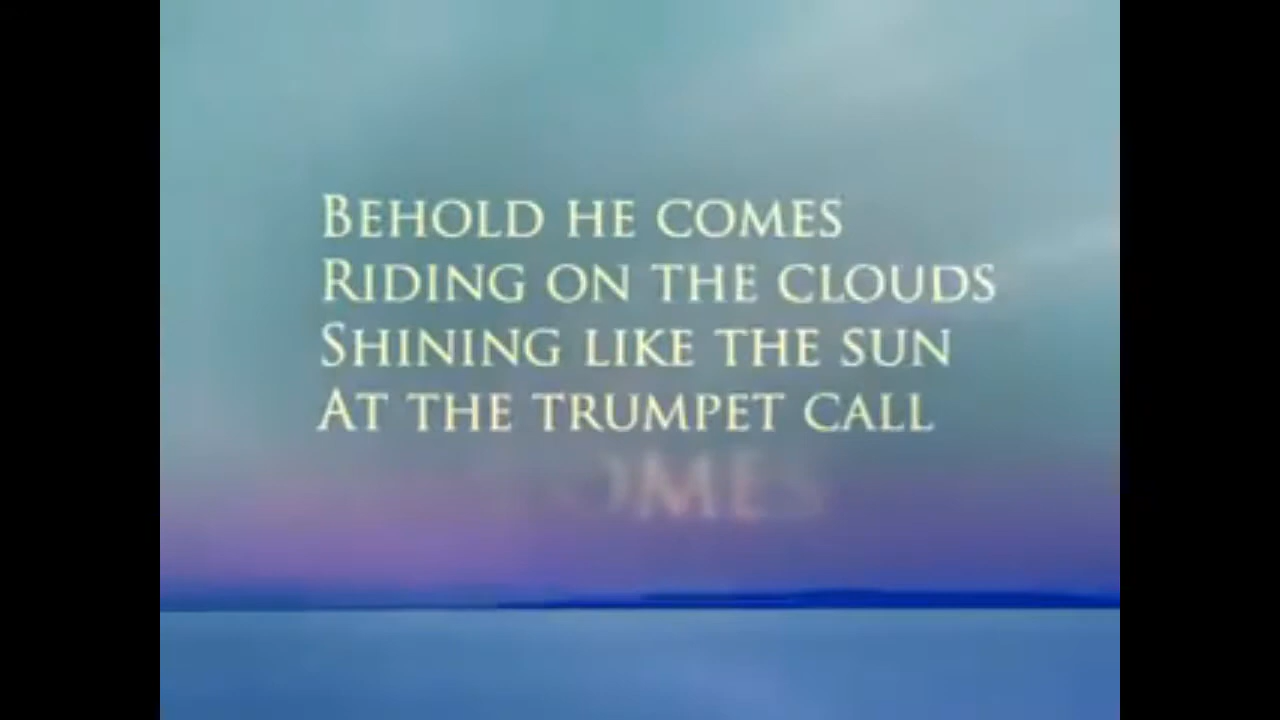 BEHOLD HE COMES
RIDING ON THE CLOUDS
SHINING LIKE THE SUN
AT THE TRUMPET CALL